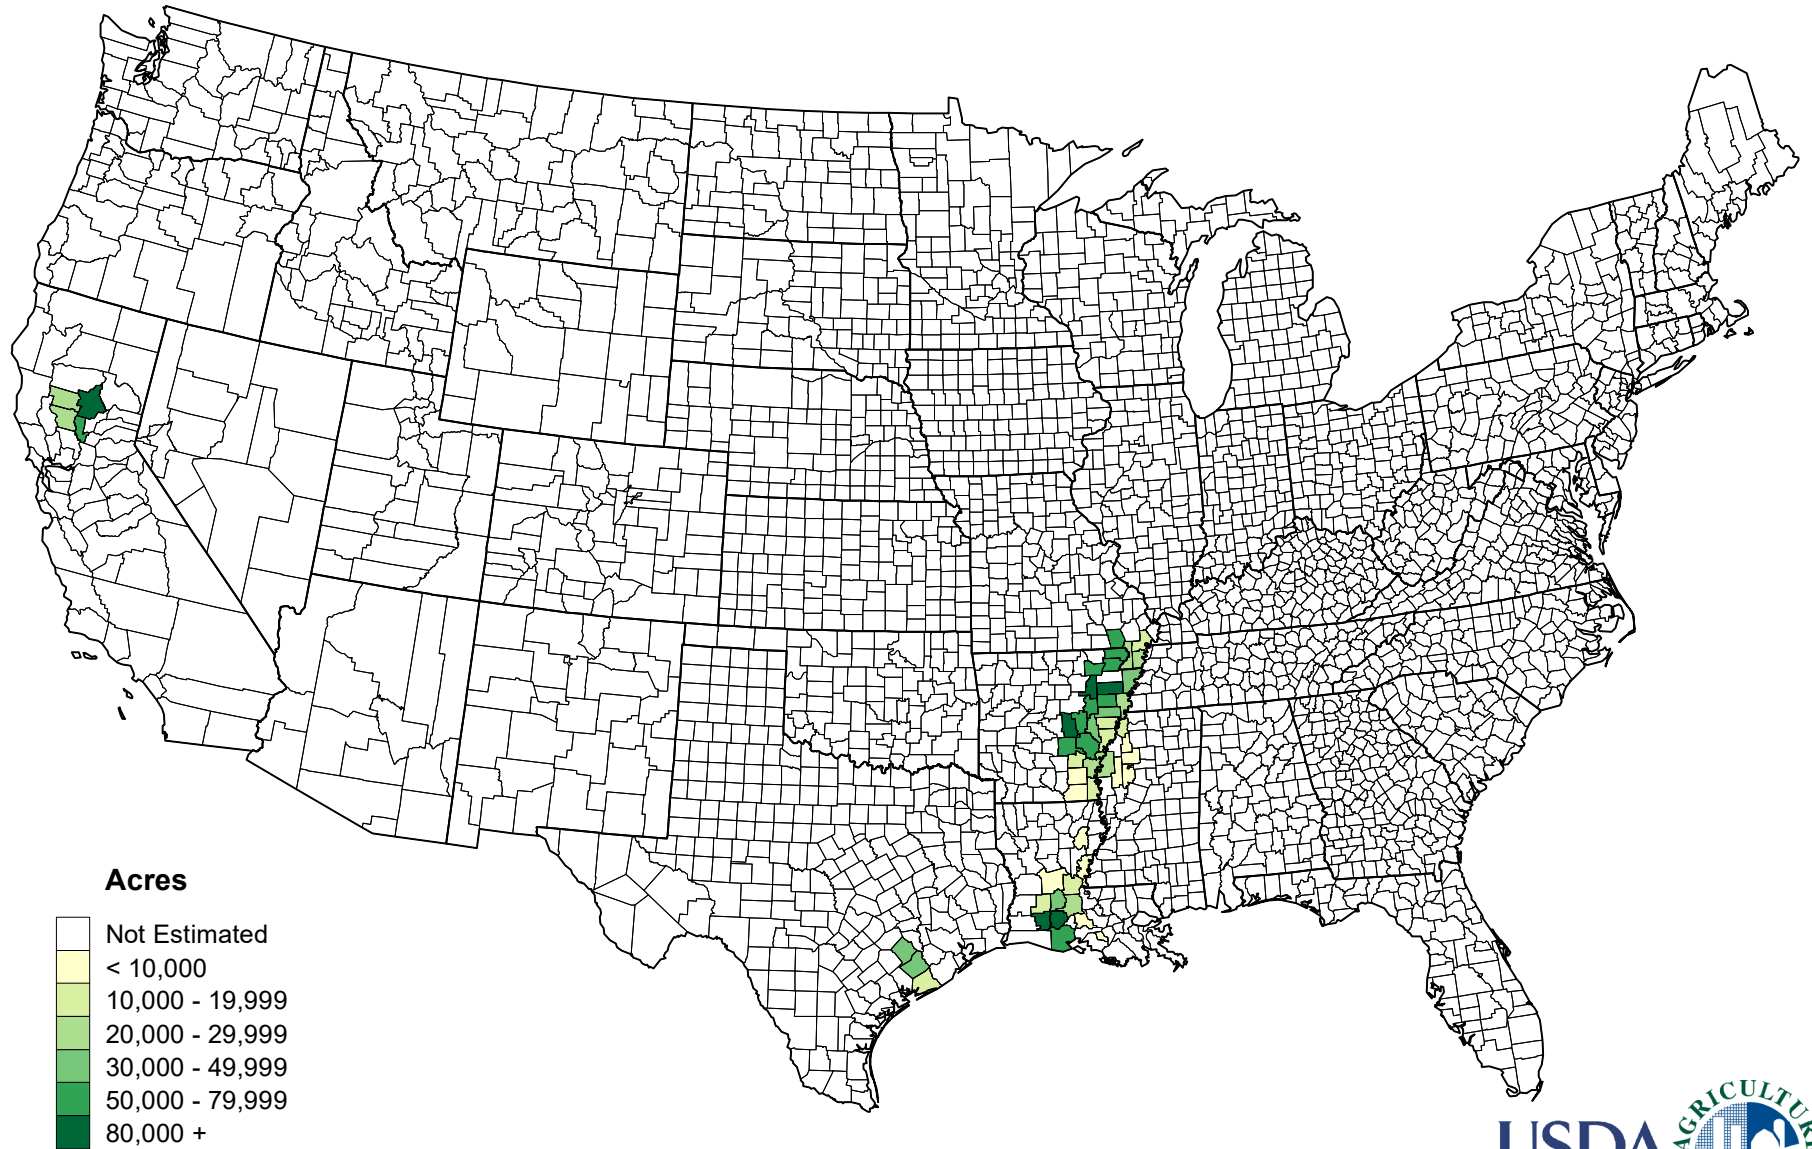 Acres
Not Estimated
< 10,000
10,000 - 19,999
20,000 - 29,999
30,000 - 49,999
50,000 - 79,999
80,000 +
USDA